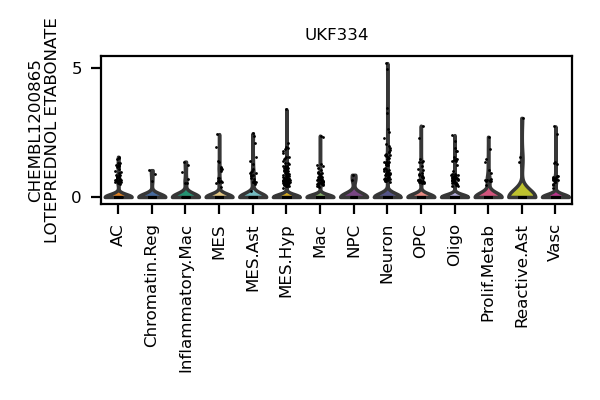 UKF334
CHEMBL1200865
LOTEPREDNOL ETABONATE
5
0
AC
Chromatin.Reg
Inflammatory.Mac
MES
MES.Ast
MES.Hyp
Mac
NPC
Neuron
OPC
Oligo
Prolif.Metab
Reactive.Ast
Vasc